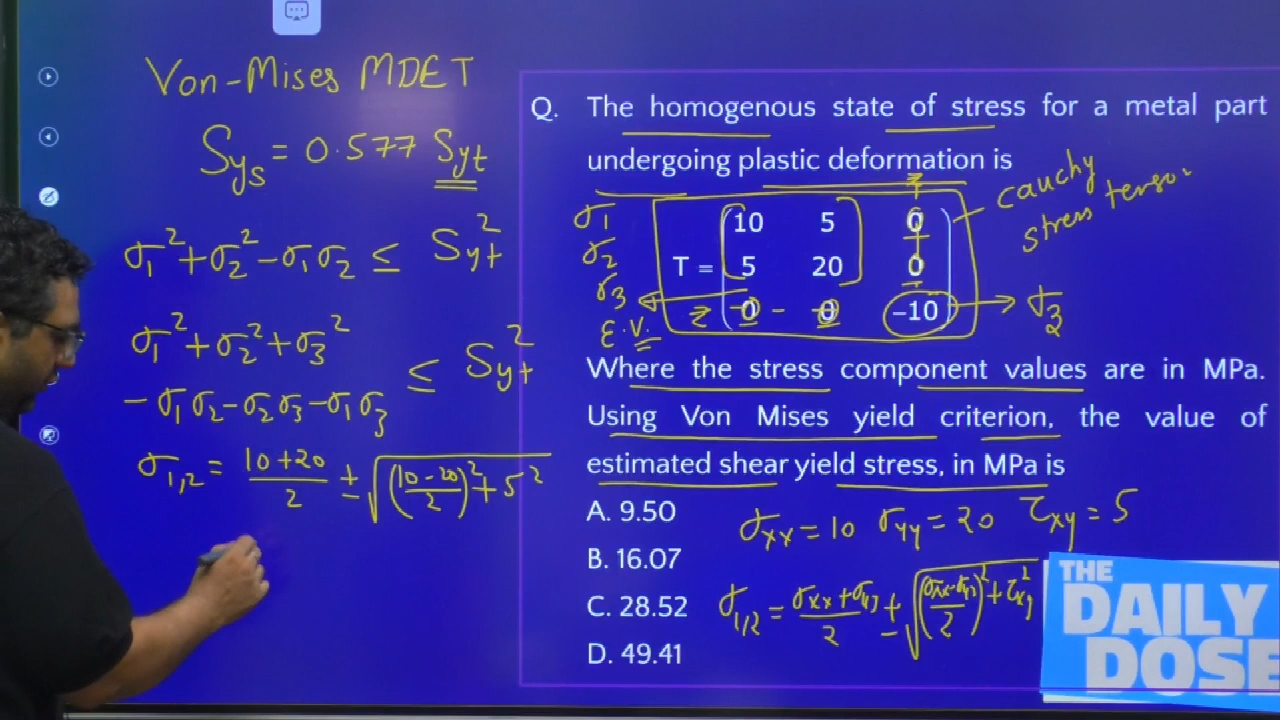 Von-Mises MDET
Sys = 0.577 Syt
σ₁² + σ₂² - σ₁σ₂ ≤ Syt²
σ₁² + σ₂² + σ₃²
- σ₁σ₂ - σ₂σ₃ - σ₁σ₃ ≤ Syt²
σ₁,₂ = (10+20)/2 ± √(((10-20)/2)² + 5²)
Q. The homogenous state of stress for a metal part
undergoing plastic deformation is
σ₁
σ₂
σ₃
E.V.
10 5 0
T = 5 20 0
0 0 -10
cauchy
stress tensor
σ₃
Where the stress component values are in MPa.
Using Von Mises yield criterion, the value of
estimated shear yield stress, in MPa is
A. 9.50
B. 16.07
C. 28.52
D. 49.41
σxx = 10 σyy = 20 τxy = 5
σ₁,₂ = (σxx + σyy)/2 ± √(((σxx - σyy)/2)² + τxy²)
THE
DAILY
DOSE